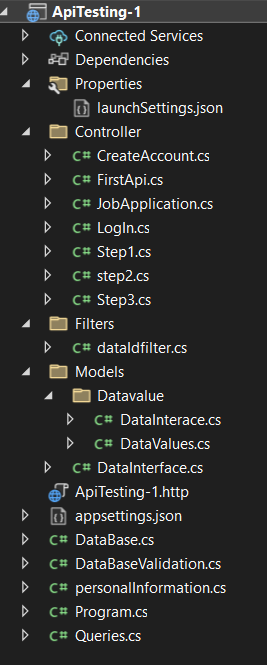 ApiTesting-1
Connected Services
Dependencies
Properties
launchSettings.json
Controller
C# CreateAccount.cs
C# FirstApi.cs
C# JobApplication.cs
C# LogIn.cs
C# Step1.cs
C# step2.cs
C# Step3.cs
Filters
C# dataIdfilter.cs
Models
Datavalue
C# DataInterace.cs
C# DataValues.cs
C# DataInterface.cs
ApiTesting-1.http
appsettings.json
C# DataBase.cs
C# DataBaseValidation.cs
C# personalInformation.cs
C# Program.cs
C# Queries.cs